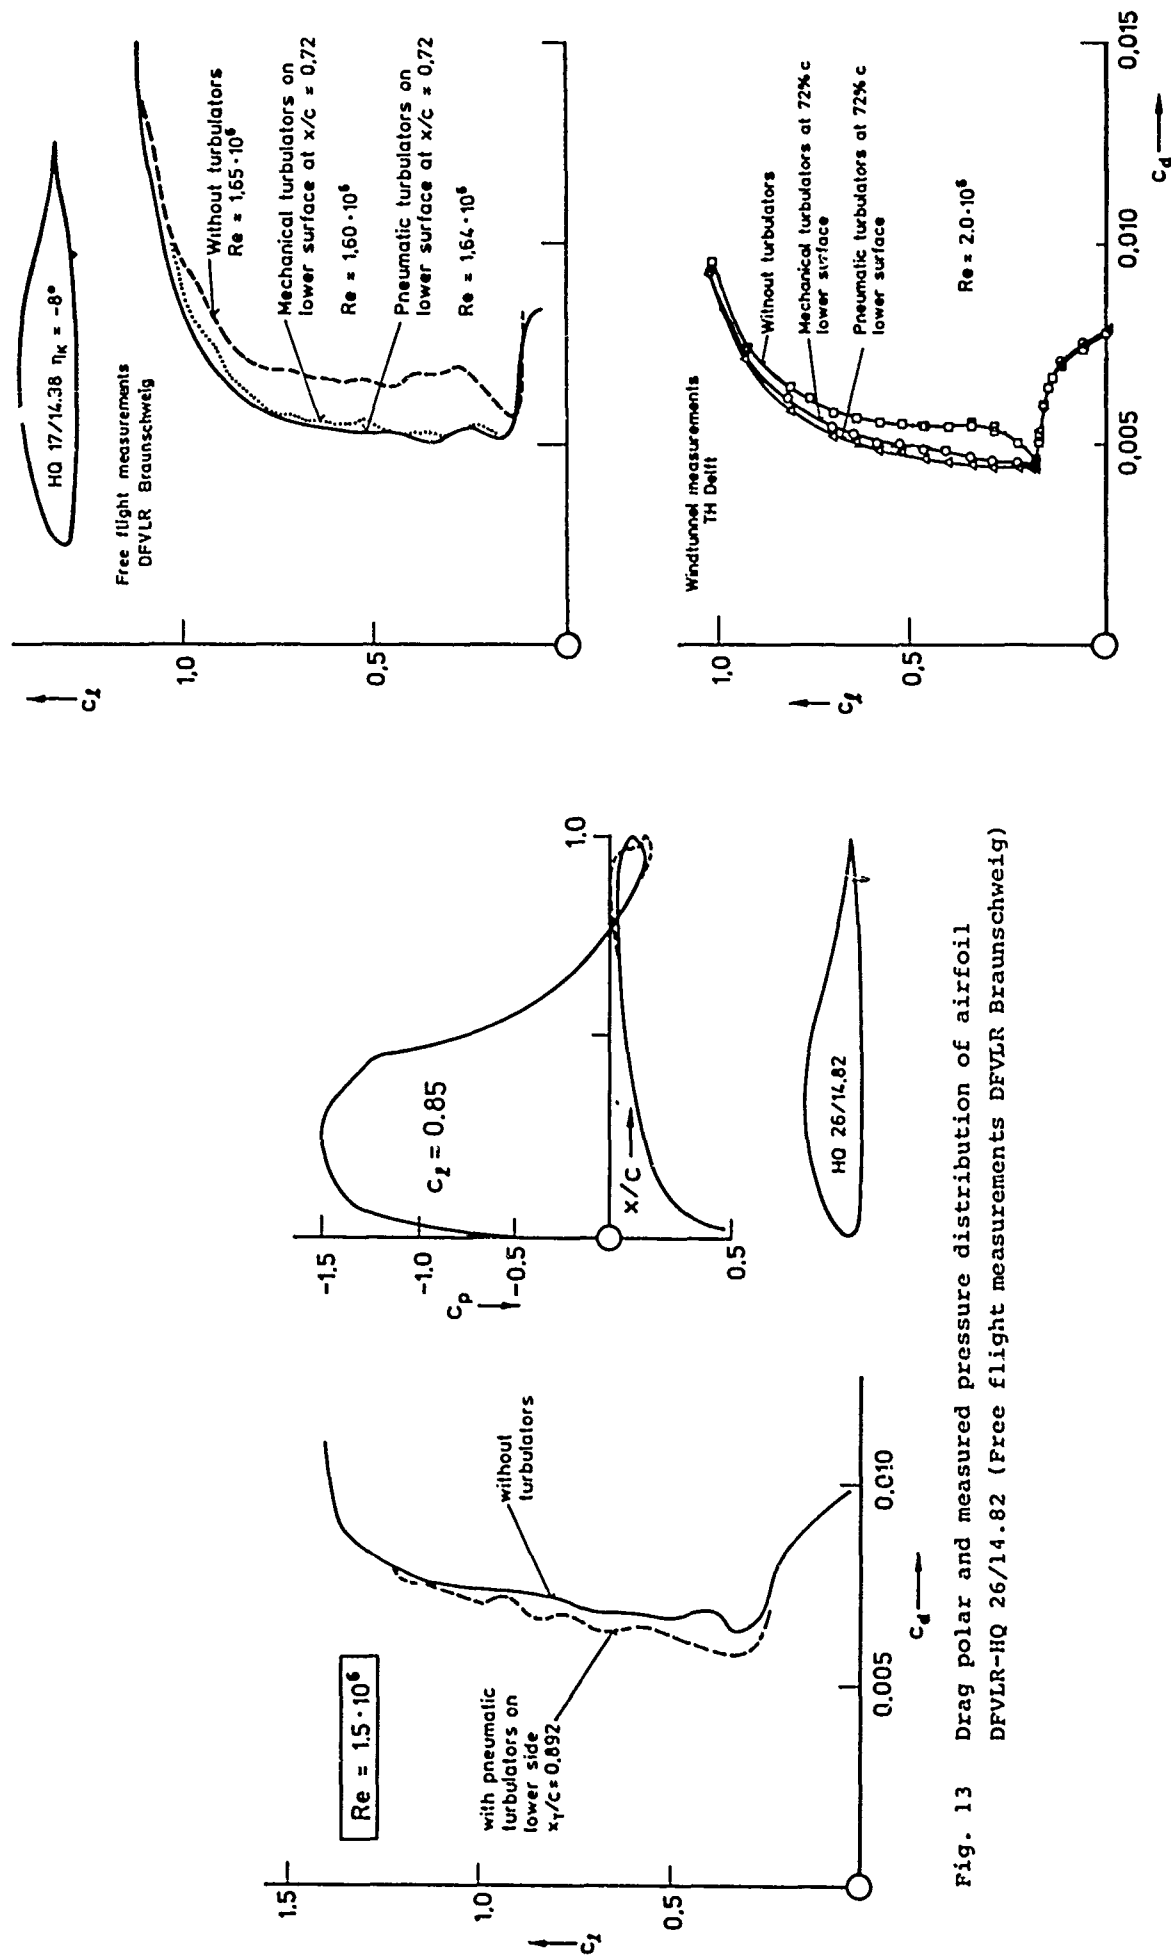 Re = 1.5·10⁶
with pneumatic
turbulators on
lower side
x_T/c=0.892
without
turbulators
1.5
1.0
0.5
c_l
0.005
0.010
c_d
-1.5
-1.0
-0.5
0.5
c_p
c_l = 0.85
x/c
1.0
HQ 26/14.82
Fig. 13 Drag polar and measured pressure distribution of airfoil
DFVLR-HQ 26/14.82 (Free flight measurements DFVLR Braunschweig)
HQ 17/14.38 η_K = -8°
Free flight measurements
DFVLR Braunschweig
Without turbulators
Re = 1,65·10⁶
Mechanical turbulators on
lower surface at x/c = 0,72
Re = 1,60·10⁶
Pneumatic turbulators on
lower surface at x/c = 0,72
Re = 1,64·10⁶
c_l
1.0
0.5
0
Windtunnel measurements
TH Delft
Without turbulators
Mechanical turbulators at 72% c
lower surface
Pneumatic turbulators at 72% c
lower surface
Re = 2.0·10⁶
c_l
1.0
0.5
0
0,005
0,010
0,015
c_d